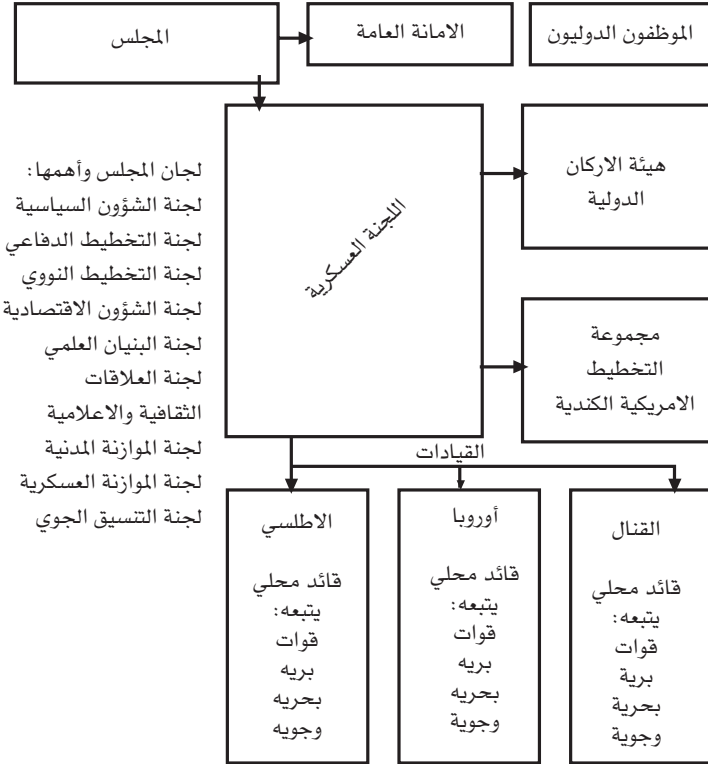 الموظفون الدوليون
الامانة العامة
المجلس
هيئة الاركان
الدولية
اللجنة العسكرية
لجان المجلس وأهمها:
لجنة الشؤون السياسية
لجنة التخطيط الدفاعي
لجنة التخطيط النووي
لجنة الشؤون الاقتصادية
لجنة البنيان العلمي
لجنة العلاقات
الثقافية والاعلامية
لجنة الموازنة المدنية
لجنة الموازنة العسكرية
لجنة التنسيق الجوي
مجموعة
التخطيط
الامريكية الكندية
القيادات
القنال
قائد محلي
يتبعه:
قوات
برية
بحرية
وجوية
أوروبا
قائد محلي
يتبعه:
قوات
بريه
بحريه
وجوية
الاطلسي
قائد محلي
يتبعه:
قوات
بريه
بحريه
وجويه